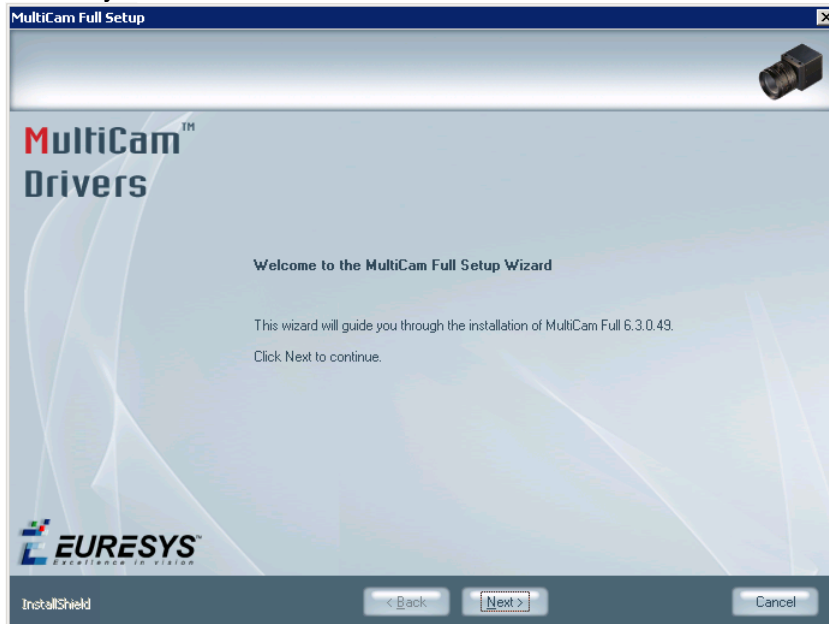 MultiCam Full Setup
MultiCam™
Drivers
Welcome to the MultiCam Full Setup Wizard
This wizard will guide you through the installation of MultiCam Full 6.3.0.49.
Click Next to continue.
EURESYS™
Excellence in vision
InstallShield
< Back
Next >
Cancel